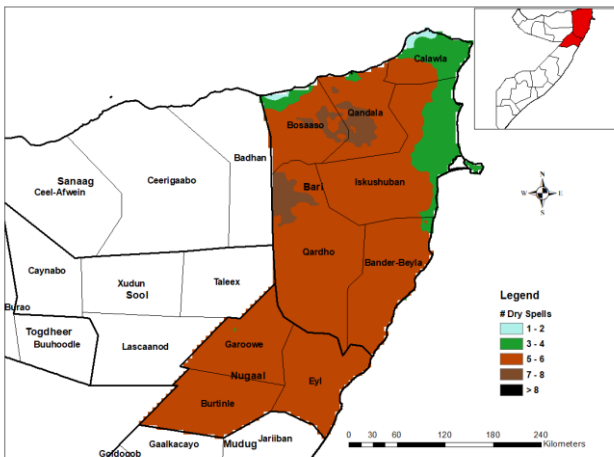 Calawla
Qandala
Bosaaso
Badhan
Sanaag
Ceel-Afwein
Ceerigaabo
Bari
Iskushuban
Qardho
Bander-Beyla
Caynabo
Xudun
Sool
Taleex
Burao
Togdheer
Buuhoodle
Lascaanod
Garoowe
Nugaal
Eyl
Burtinle
Gaalkacayo
Mudug
Jariiban
Goldogob
N
W E
S
Legend
# Dry Spells
1 - 2
3 - 4
5 - 6
7 - 8
> 8
0 30 60 120 180 240
Kilometers